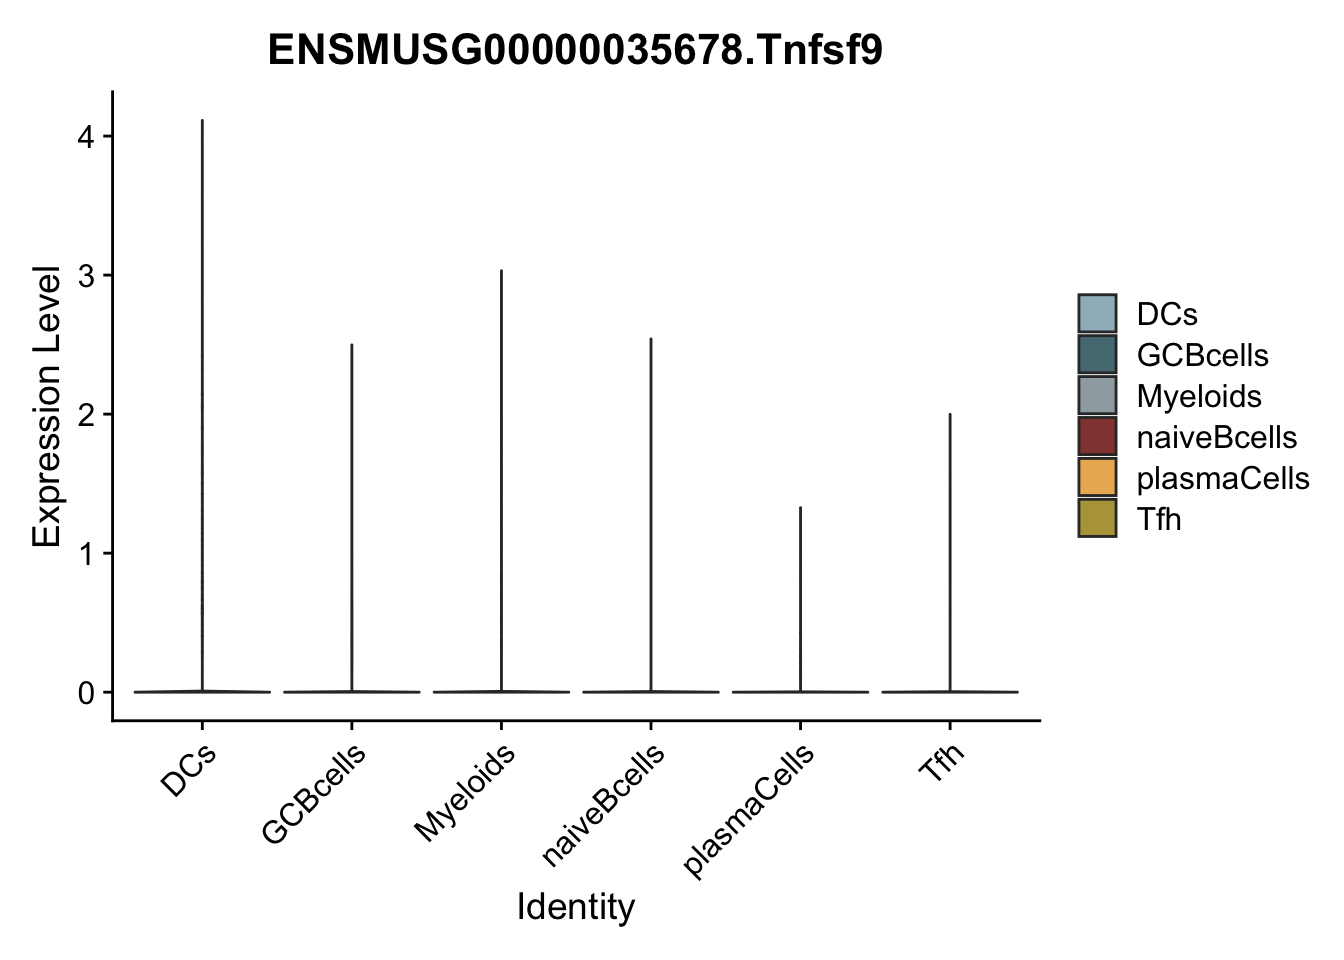 ENSMUSG00000035678.Tnfsf9
Expression Level
4
3
2
1
0
DCs
GCBcells
Myeloids
naiveBcells
plasmaCells
Tfh
Identity
DCs
GCBcells
Myeloids
naiveBcells
plasmaCells
Tfh